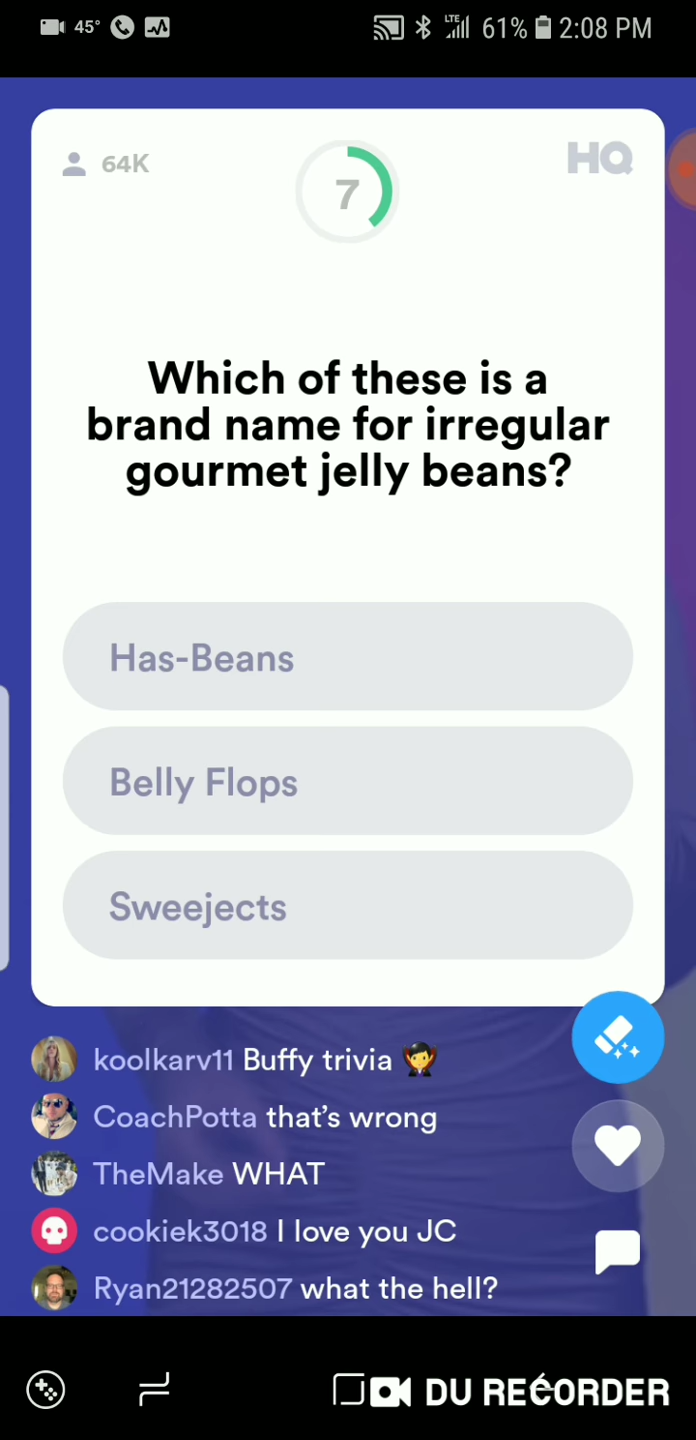 45° LTE 61% 2:08 PM
64K
7
HQ
Which of these is a
brand name for irregular
gourmet jelly beans?
Has-Beans
Belly Flops
Sweejects
koolkarv11 Buffy trivia
CoachPotta that's wrong
TheMake WHAT
cookiek3018 I love you JC
Ryan21282507 what the hell?
DU RECORDER